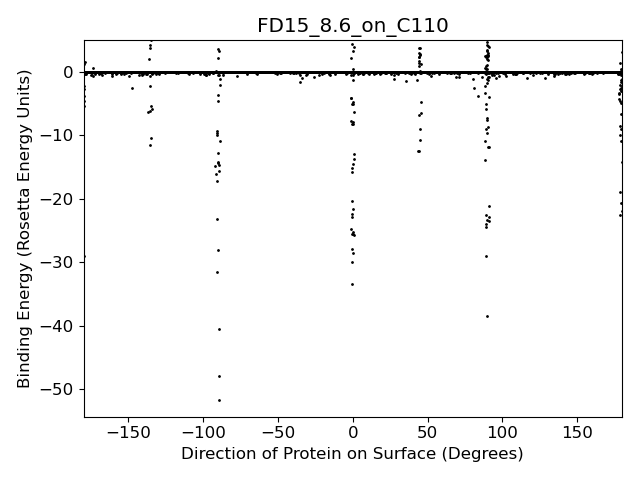 FD15_8.6_on_C110
Binding Energy (Rosetta Energy Units)
0
−10
−20
−30
−40
−50
−150 −100 −50 0 50 100 150
Direction of Protein on Surface (Degrees)